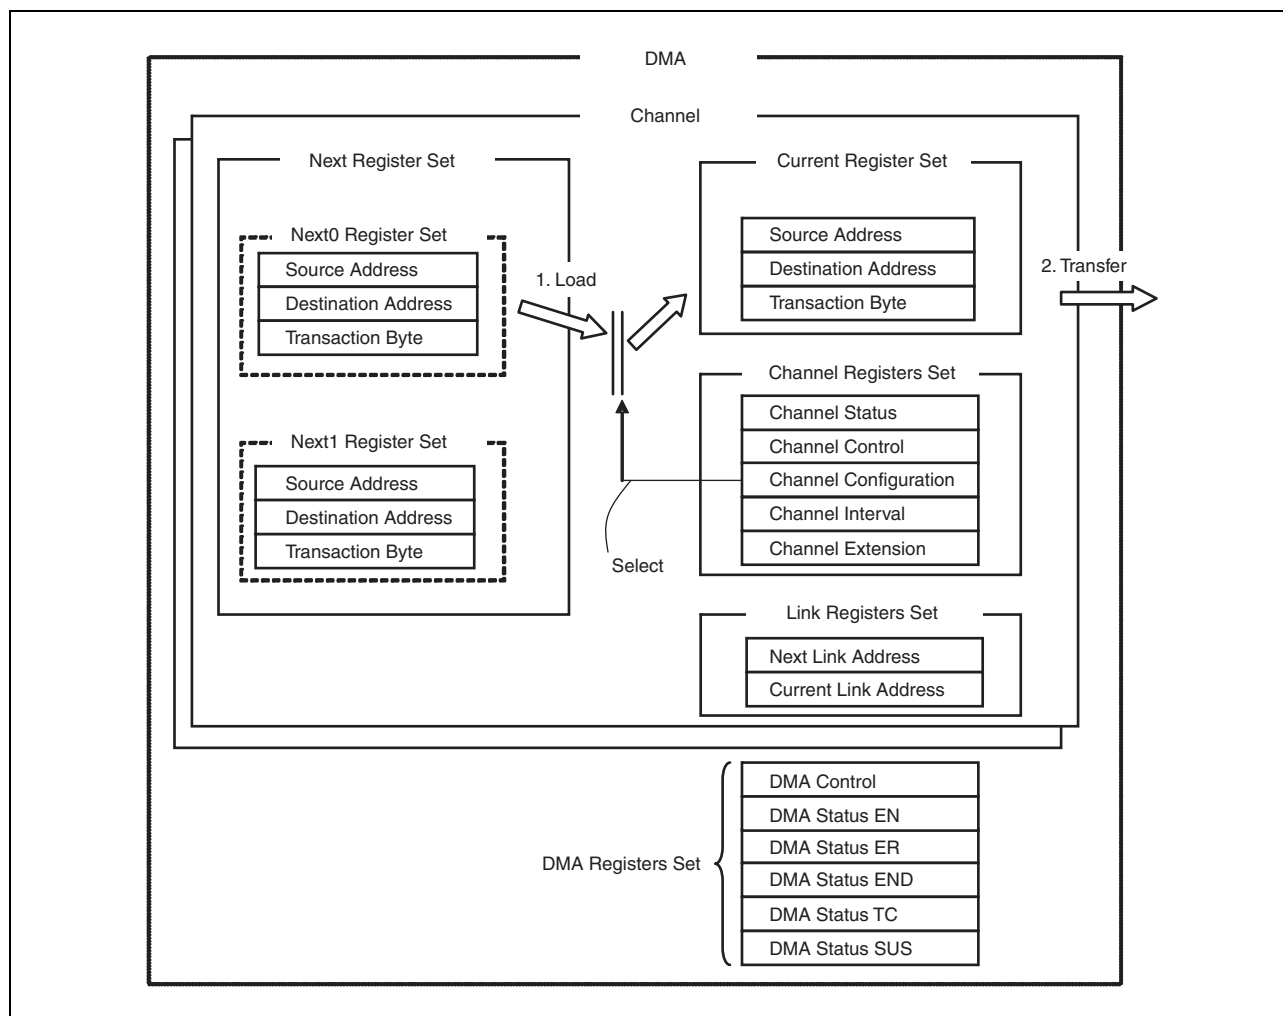 DMA
Channel
Next Register Set
Next0 Register Set
Source Address
Destination Address
Transaction Byte
Next1 Register Set
Source Address
Destination Address
Transaction Byte
1. Load
Select
Current Register Set
Source Address
Destination Address
Transaction Byte
2. Transfer
Channel Registers Set
Channel Status
Channel Control
Channel Configuration
Channel Interval
Channel Extension
Link Registers Set
Next Link Address
Current Link Address
DMA Registers Set
DMA Control
DMA Status EN
DMA Status ER
DMA Status END
DMA Status TC
DMA Status SUS